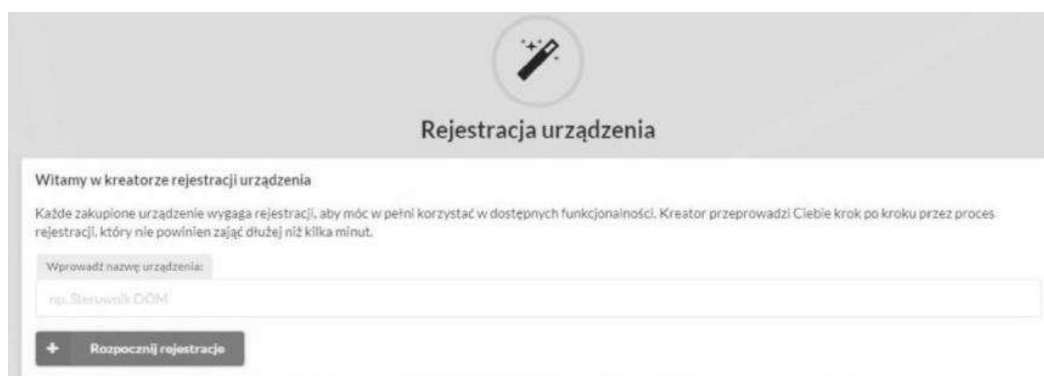 Rejestracja urządzenia
Witamy w kreatorze rejestracji urządzenia
Każde zakupione urządzenie wygaga rejestracji, aby móc w pełni korzystać w dostępnych funkcjonalności. Kreator przeprowadzi Ciebie krok po kroku przez proces
rejestracji, który nie powinien zająć dłużej niż kilka minut.
Wprowadź nazwę urządzenia:
np. Sterownik DOM
+ Rozpocznij rejestracje